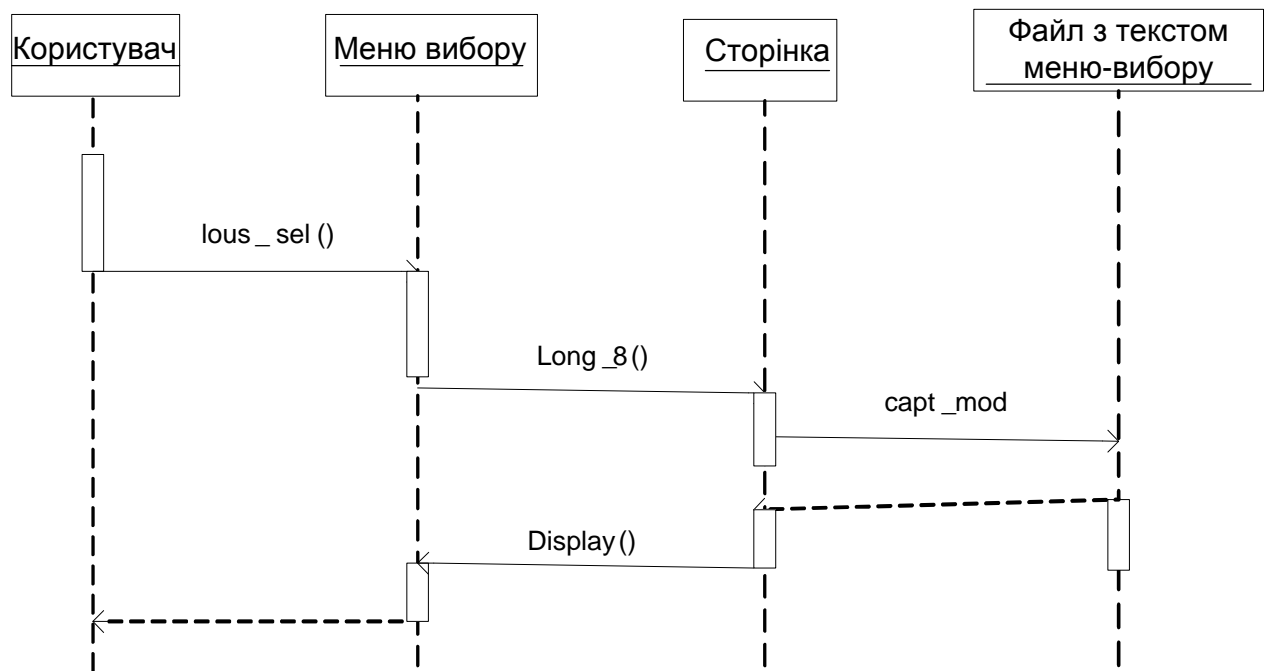 Користувач
Меню вибору
Сторінка
Файл з текстом
меню-вибору
lous _ sel ()
Long _8 ()
capt _mod
Display ()